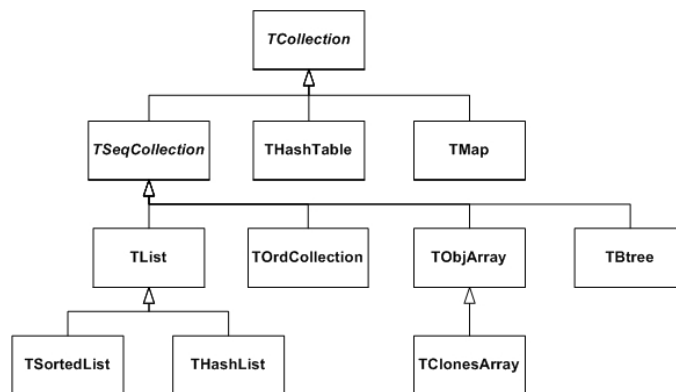 TCollection
TSeqCollection
THashTable
TMap
TList
TOrdCollection
TObjArray
TBtree
TSortedList
THashList
TClonesArray